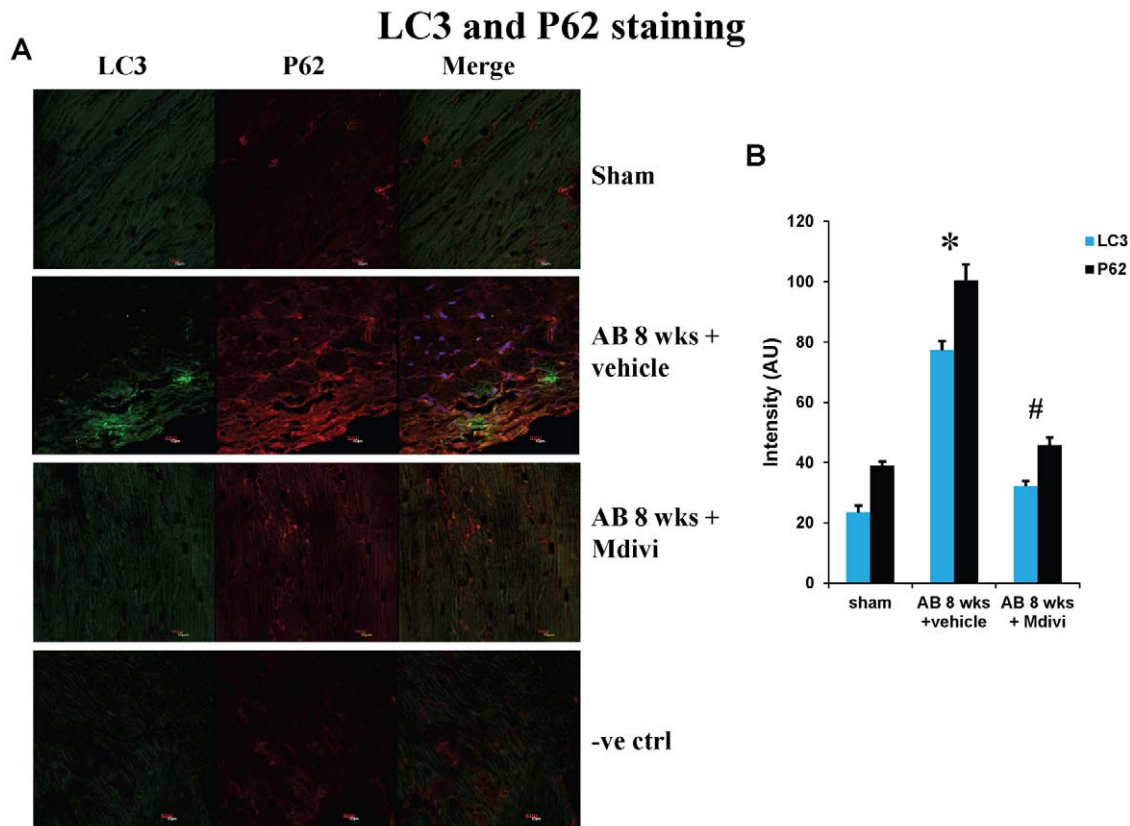 LC3 and P62 staining
A
LC3 P62 Merge
Sham
AB 8 wks +
vehicle
AB 8 wks +
Mdivi
-ve ctrl
B
120
100
80
60
40
20
0
Intensity (AU)
*
#
LC3
P62
sham
AB 8 wks
+vehicle
AB 8 wks
+ Mdivi